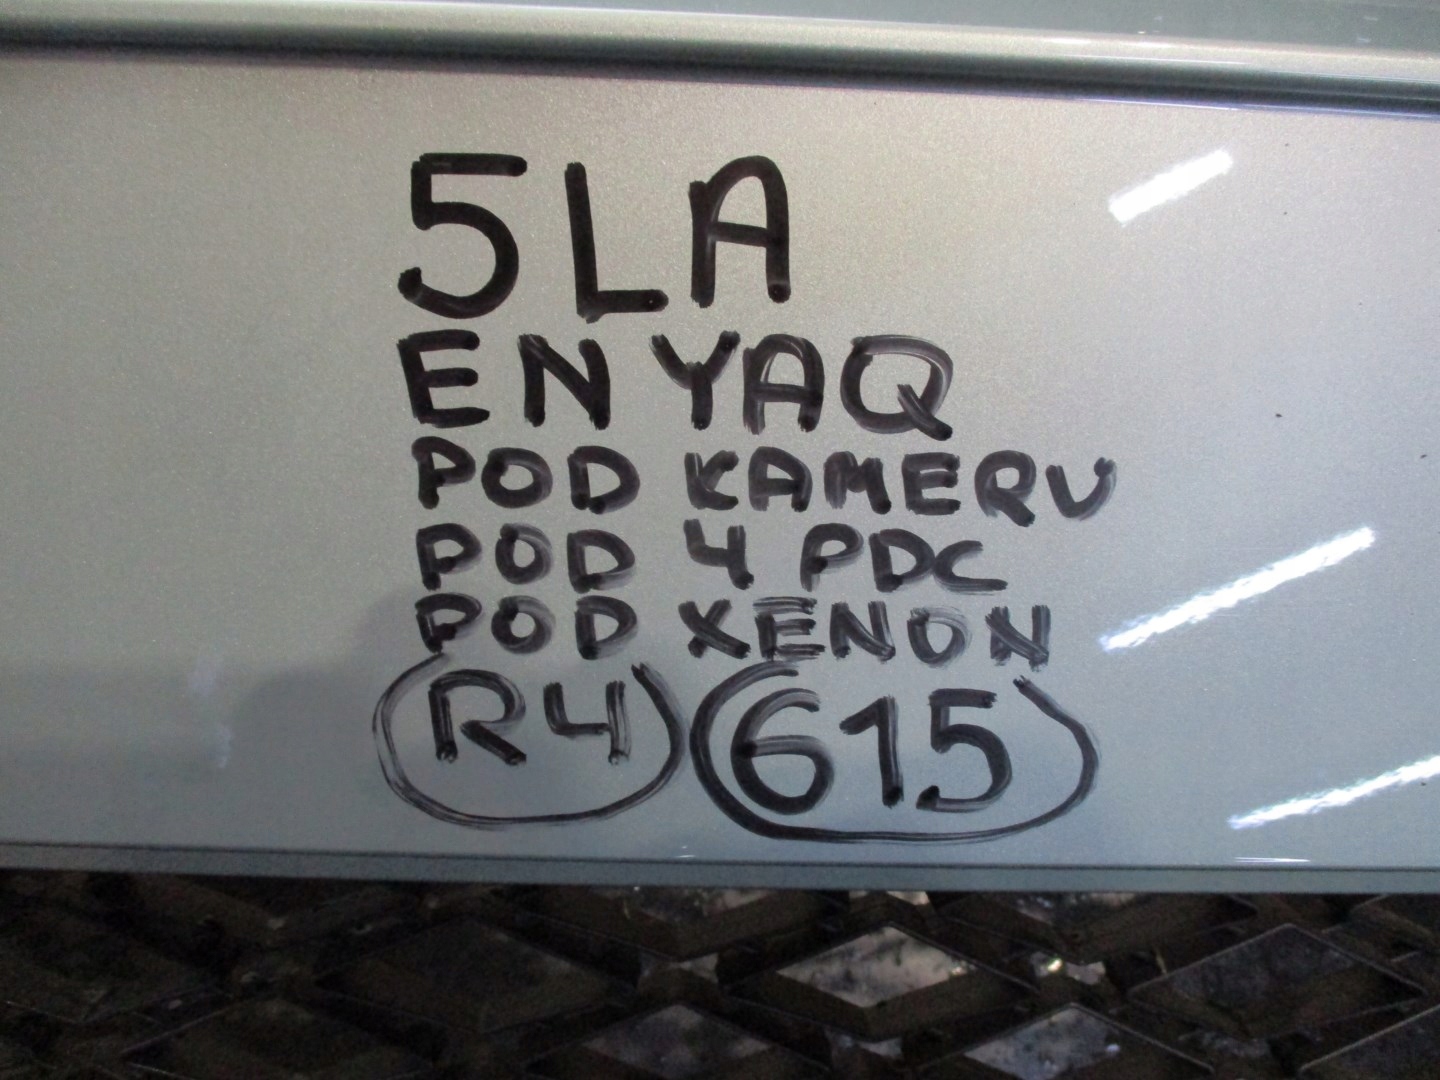 5LA
ENYAQ
POD KAMERU
POD 4 PDC
POD XENON
R4 615